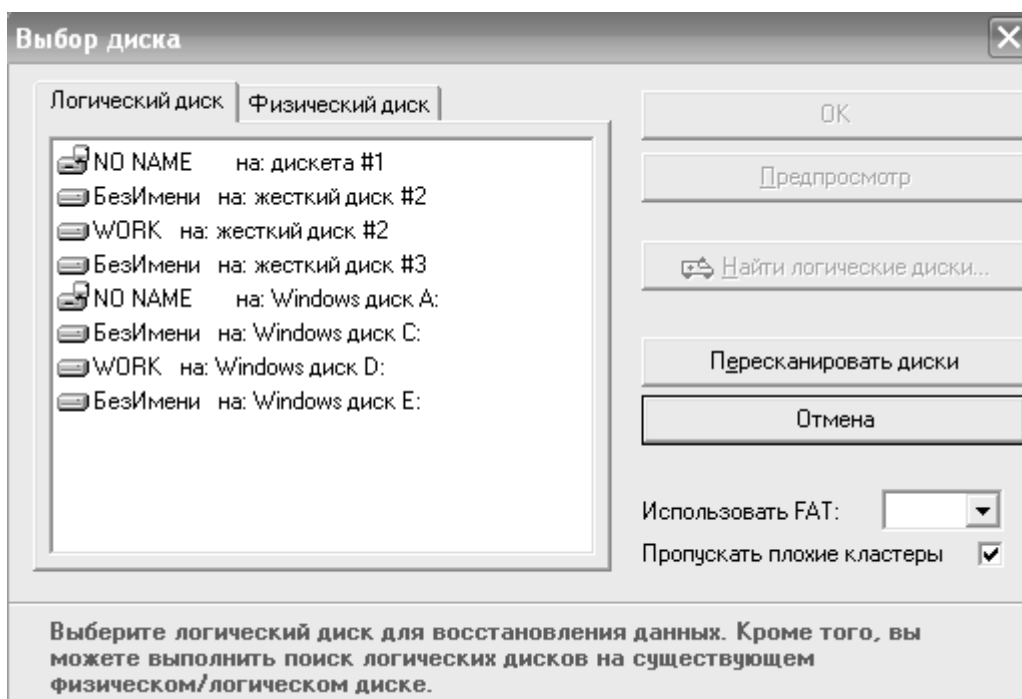 Выбор диска
Логический диск
Физический диск
NO NAME на: дискета #1
БезИмени на: жесткий диск #2
WORK на: жесткий диск #2
БезИмени на: жесткий диск #3
NO NAME на: Windows диск A:
БезИмени на: Windows диск C:
WORK на: Windows диск D:
БезИмени на: Windows диск E:
OK
Предпросмотр
Найти логические диски...
Пересканировать диски
Отмена
Использовать FAT:
Пропускать плохие кластеры
Выберите логический диск для восстановления данных. Кроме того, вы
можете выполнить поиск логических дисков на существующем
физическом/логическом диске.